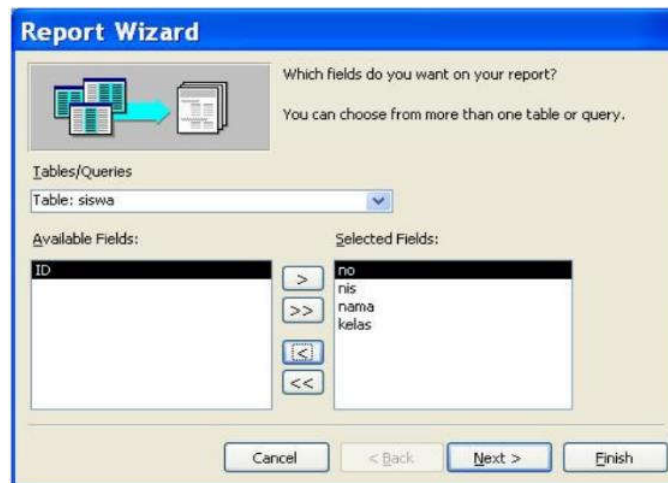 Report Wizard
Which fields do you want on your report?
You can choose from more than one table or query.
Tables/Queries
Table: siswa
Available Fields:
Selected Fields:
ID
no
nis
nama
kelas
>
>>
<
<<
Cancel
< Back
Next >
Finish